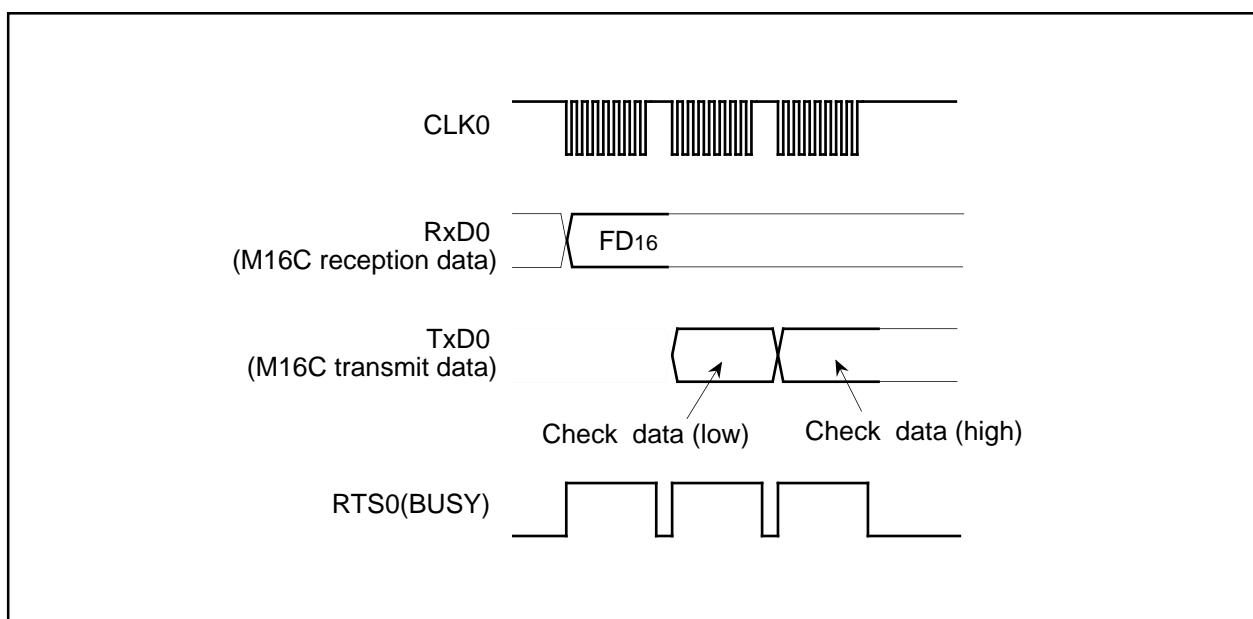 CLK0
RxD0
(M16C reception data)
FD16
TxD0
(M16C transmit data)
Check data (low)
Check data (high)
RTS0(BUSY)